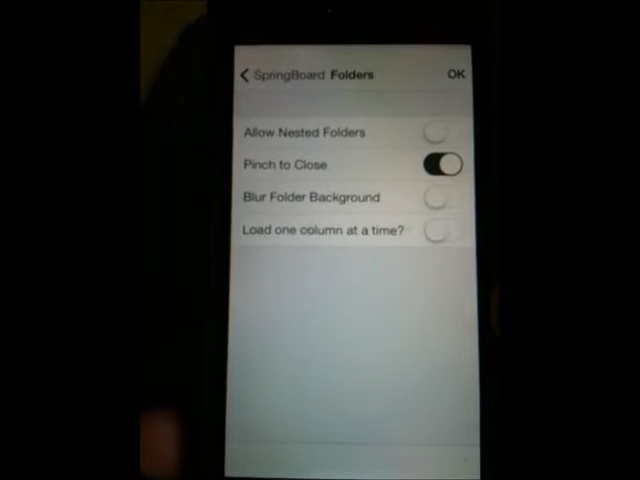 SpringBoard Folders OK
Allow Nested Folders
Pinch to Close
Blur Folder Background
Load one column at a time?